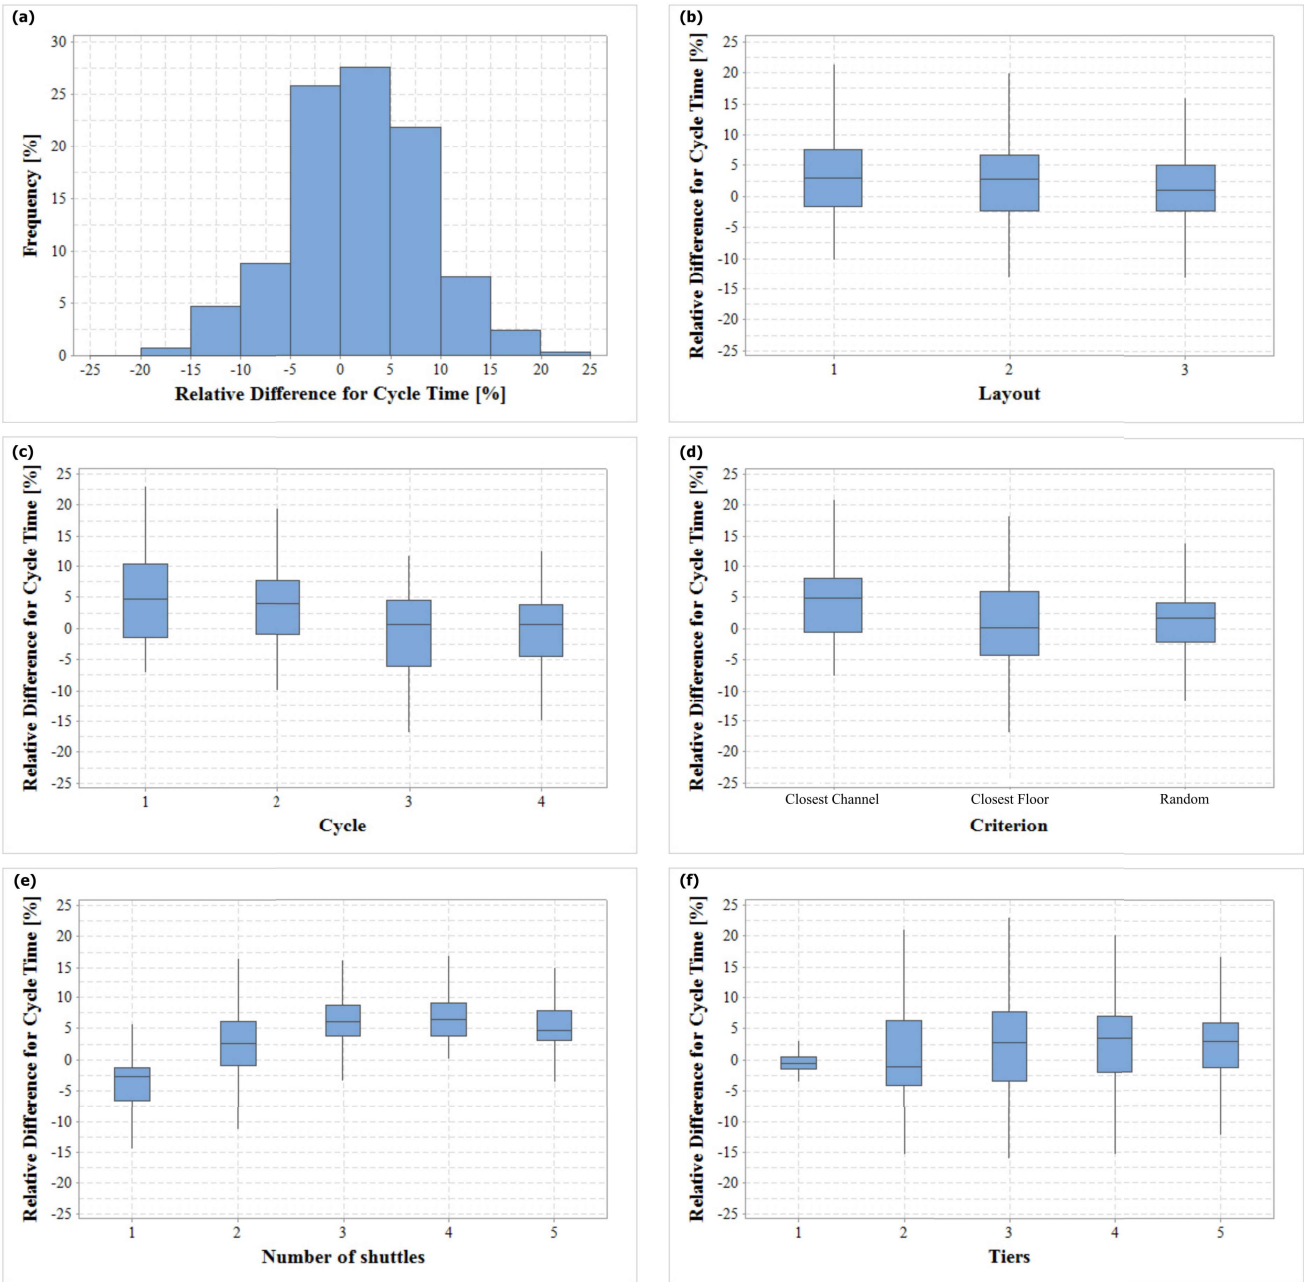 (a)
Frequency [%]
30
25
20
15
10
5
0
-25 -20 -15 -10 -5 0 5 10 15 20 25
Relative Difference for Cycle Time [%]
(b)
Relative Difference for Cycle Time [%]
25
20
15
10
5
0
-5
-10
-15
-20
-25
1 2 3
Layout
(c)
Relative Difference for Cycle Time [%]
25
20
15
10
5
0
-5
-10
-15
-20
-25
1 2 3 4
Cycle
(d)
Relative Difference for Cycle Time [%]
25
20
15
10
5
0
-5
-10
-15
-20
-25
Closest Channel Closest Floor Random
Criterion
(e)
Relative Difference for Cycle Time [%]
25
20
15
10
5
0
-5
-10
-15
-20
-25
1 2 3 4 5
Number of shuttles
(f)
Relative Difference for Cycle Time [%]
25
20
15
10
5
0
-5
-10
-15
-20
-25
1 2 3 4 5
Tiers